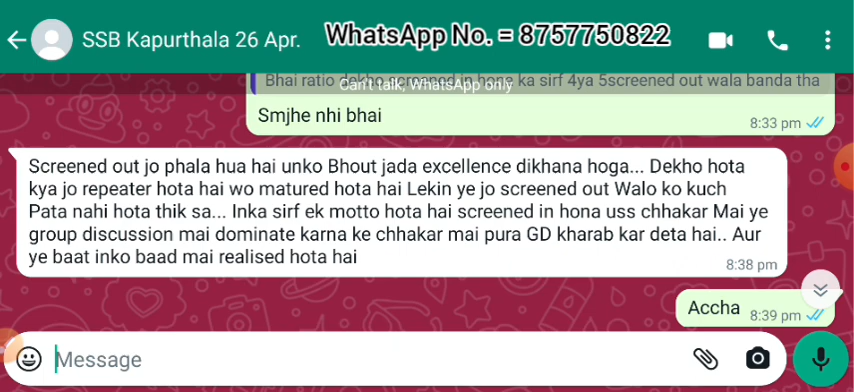 SSB Kapurthala 26 Apr.
WhatsApp No. = 8757750822
Bhai ratio dekho screened in hone ka sirf 4ya 5screened out wala banda tha
Can't talk, WhatsApp only
Smjhe nhi bhai
8:33 pm
Screened out jo phala hua hai unko Bhout jada excellence dikhana hoga... Dekho hota
kya jo repeater hota hai wo matured hota hai Lekin ye jo screened out Walo ko kuch
Pata nahi hota thik sa... Inka sirf ek motto hota hai screened in hona uss chhakar Mai ye
group discussion mai dominate karna ke chhakar mai pura GD kharab kar deta hai.. Aur
ye baat inko baad mai realised hota hai
8:38 pm
Accha
8:39 pm
Message